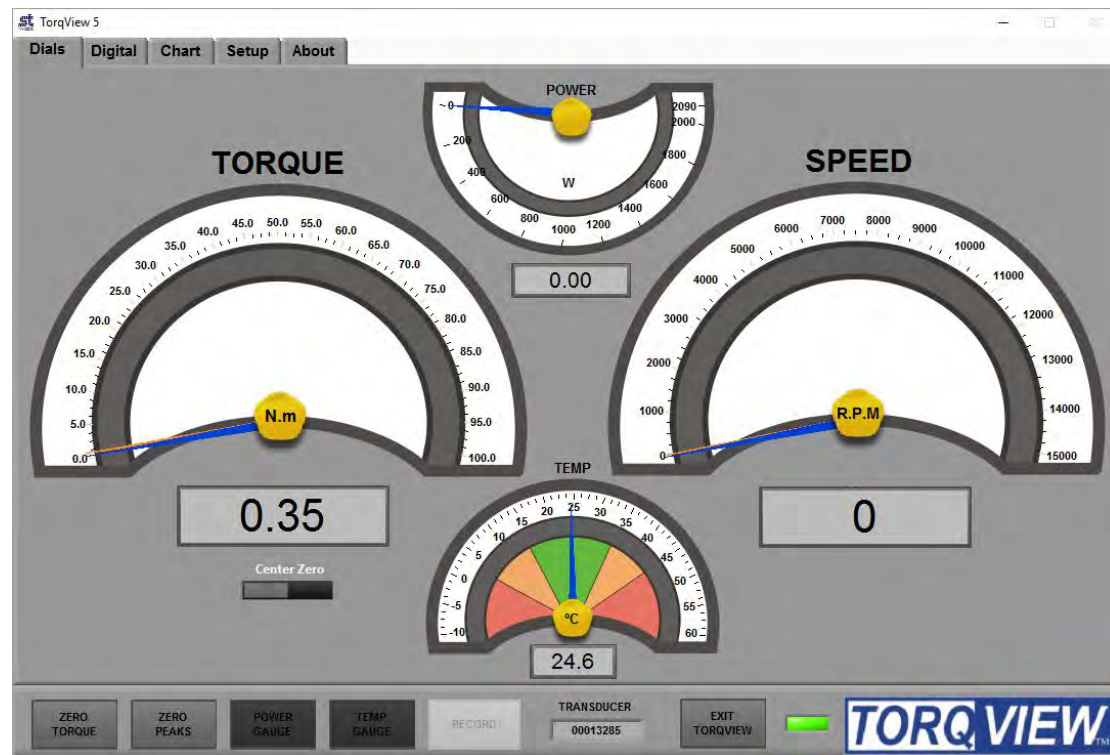 st TorqView 5
Dials Digital Chart Setup About
POWER
0 200 400 600 800 1000 1200 1400 1600 1800 2000 2090
W
0.00
TORQUE
0.0 5.0 10.0 15.0 20.0 25.0 30.0 35.0 40.0 45.0 50.0 55.0 60.0 65.0 70.0 75.0 80.0 85.0 90.0 95.0 100.0
N.m
0.35
Center Zero
SPEED
0 1000 2000 3000 4000 5000 6000 7000 8000 9000 10000 11000 12000 13000 14000 15000
R.P.M
0
TEMP
-10 -5 0 5 10 15 20 25 30 35 40 45 50 55 60
ºC
24.6
ZERO
TORQUE
ZERO
PEAKS
POWER
GAUGE
TEMP
GAUGE
RECORD
TRANSDUCER
00013285
EXIT
TORQVIEW
TORQVIEW TM